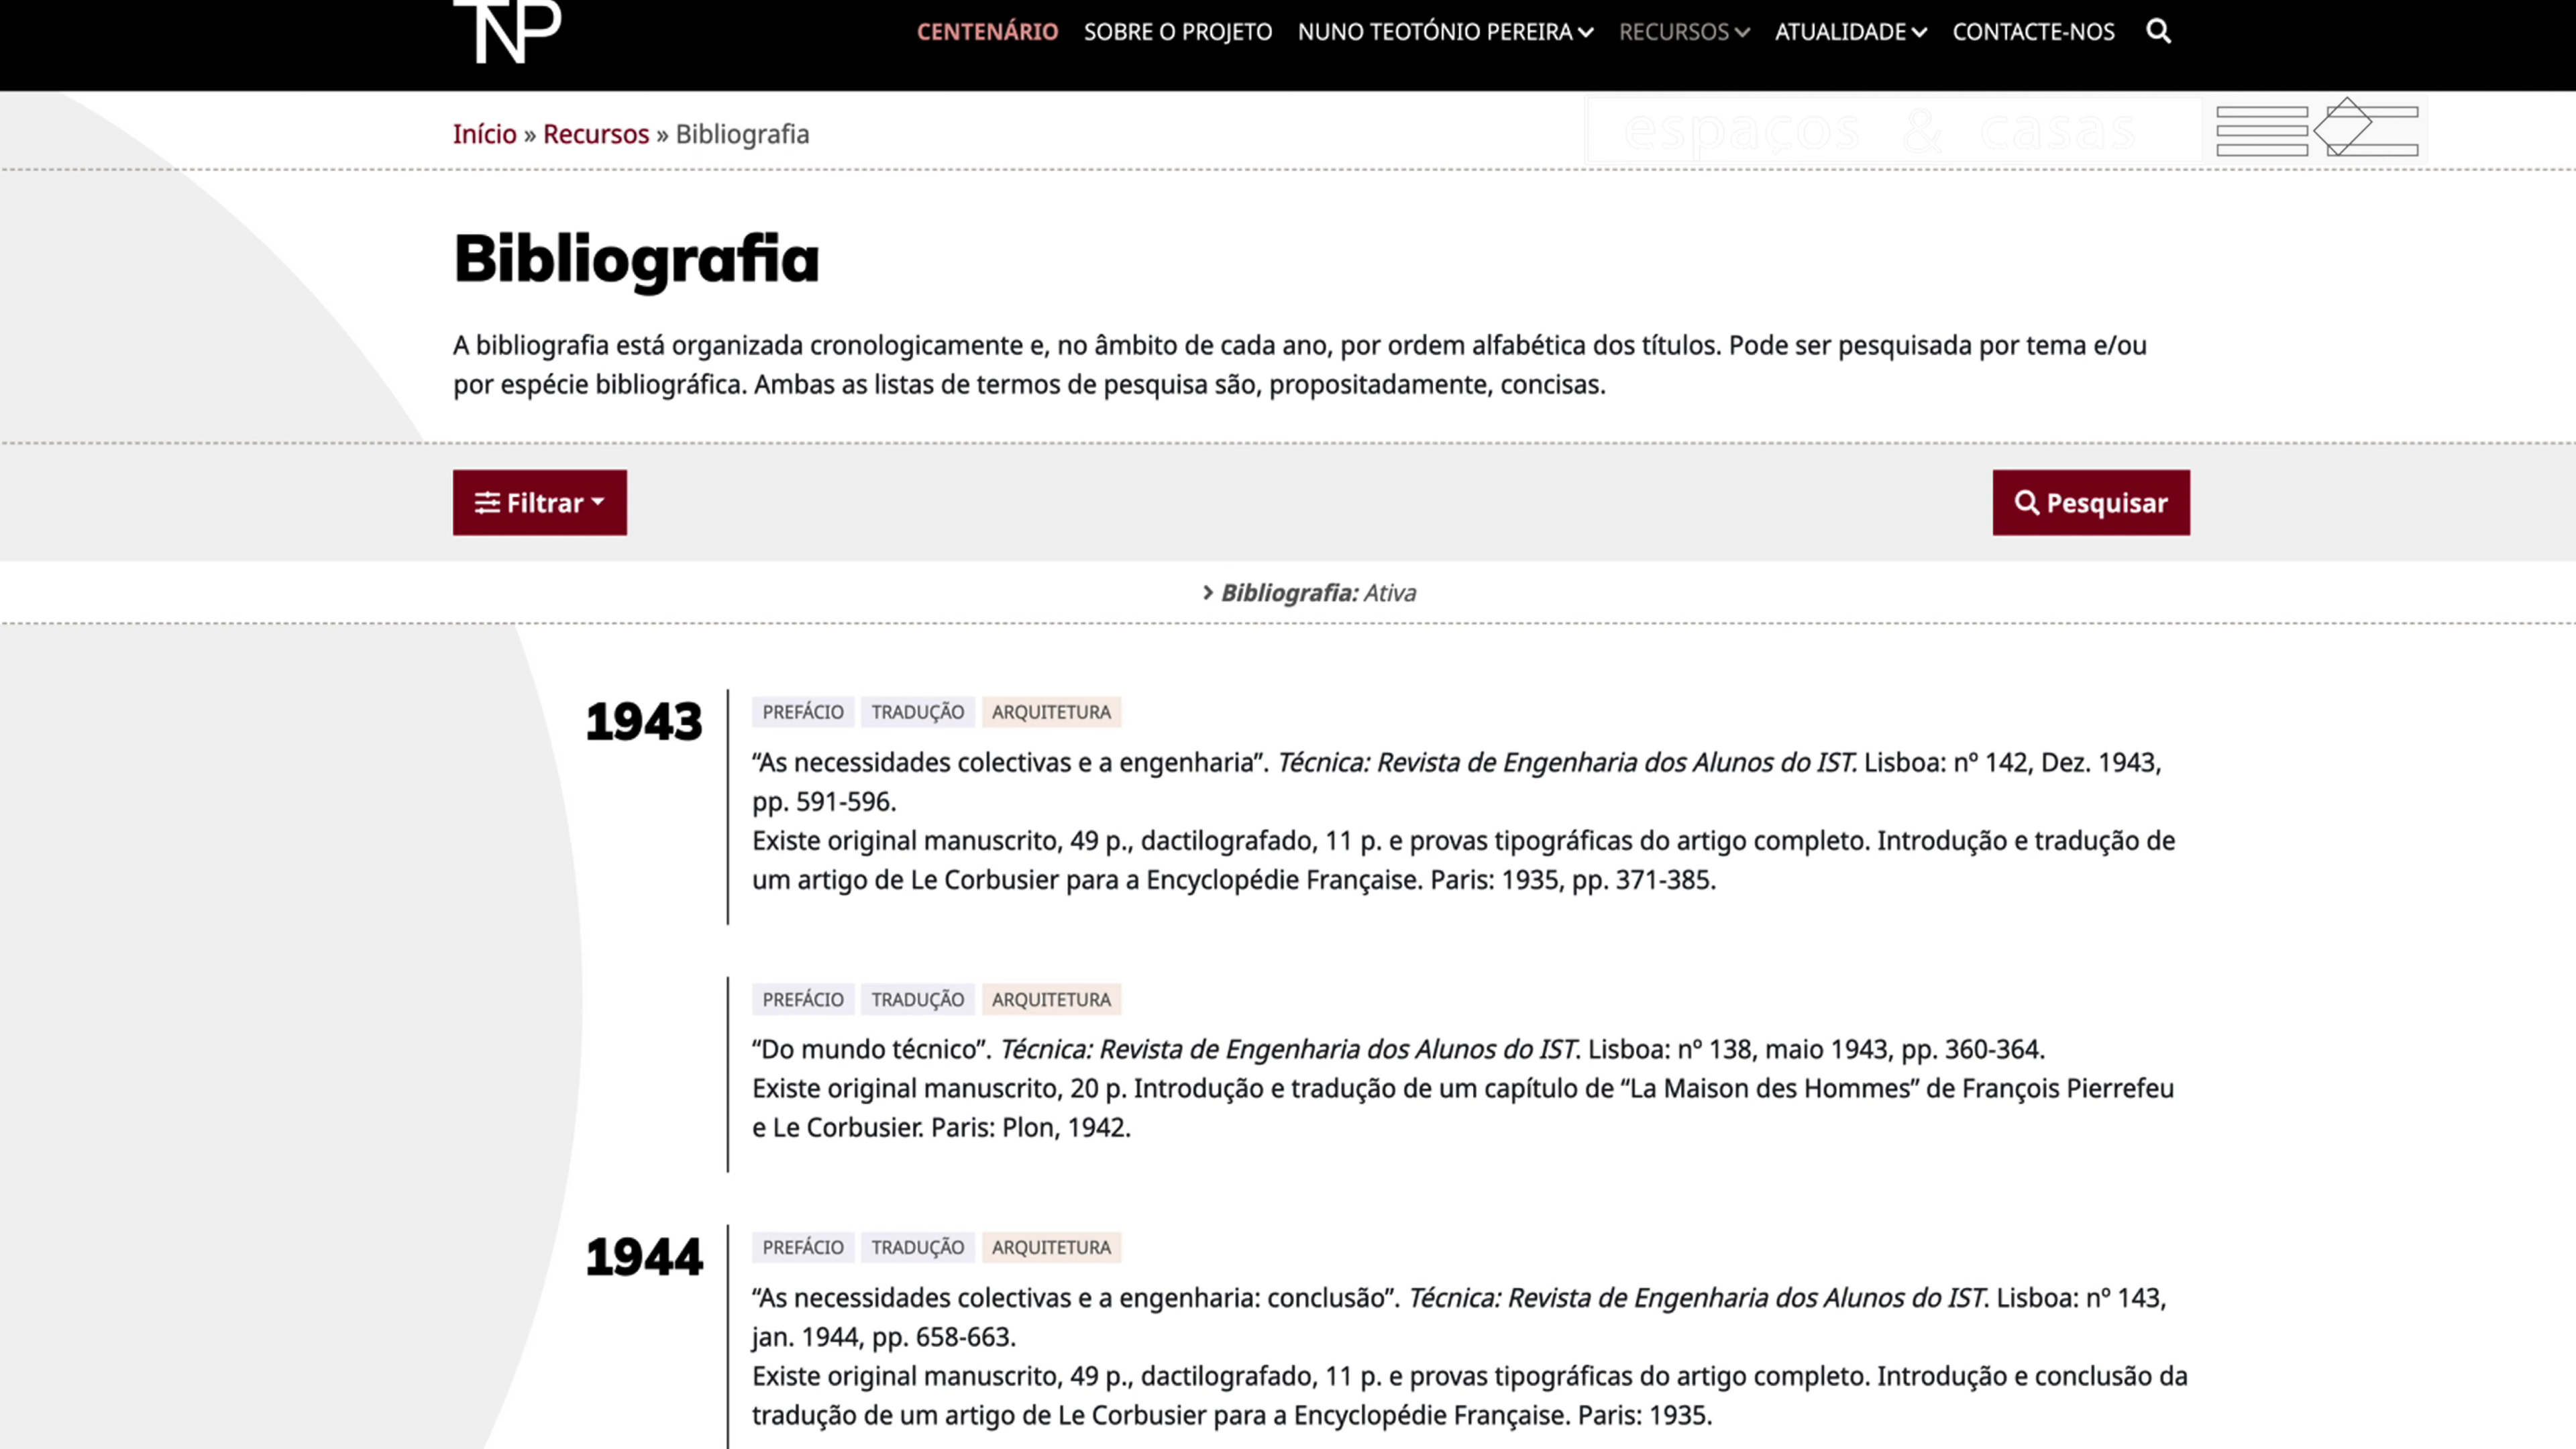 TNP
CENTENÁRIO SOBRE O PROJETO NUNO TEOTÓNIO PEREIRA RECURSOS ATUALIDADE CONTACTE-NOS
Início » Recursos » Bibliografia
espaços & casas
Bibliografia
A bibliografia está organizada cronologicamente e, no âmbito de cada ano, por ordem alfabética dos títulos. Pode ser pesquisada por tema e/ou
por espécie bibliográfica. Ambas as listas de termos de pesquisa são, propositadamente, concisas.
Filtrar
Pesquisar
Bibliografia: Ativa
1943
PREFÁCIO TRADUÇÃO ARQUITETURA
“As necessidades colectivas e a engenharia”. Técnica: Revista de Engenharia dos Alunos do IST. Lisboa: nº 142, Dez. 1943,
pp. 591-596.
Existe original manuscrito, 49 p., dactilografado, 11 p. e provas tipográficas do artigo completo. Introdução e tradução de
um artigo de Le Corbusier para a Encyclopédie Française. Paris: 1935, pp. 371-385.
PREFÁCIO TRADUÇÃO ARQUITETURA
“Do mundo técnico”. Técnica: Revista de Engenharia dos Alunos do IST. Lisboa: nº 138, maio 1943, pp. 360-364.
Existe original manuscrito, 20 p. Introdução e tradução de um capítulo de “La Maison des Hommes” de François Pierrefeu
e Le Corbusier. Paris: Plon, 1942.
1944
PREFÁCIO TRADUÇÃO ARQUITETURA
“As necessidades colectivas e a engenharia: conclusão”. Técnica: Revista de Engenharia dos Alunos do IST. Lisboa: nº 143,
jan. 1944, pp. 658-663.
Existe original manuscrito, 49 p., dactilografado, 11 p. e provas tipográficas do artigo completo. Introdução e conclusão da
tradução de um artigo de Le Corbusier para a Encyclopédie Française. Paris: 1935.